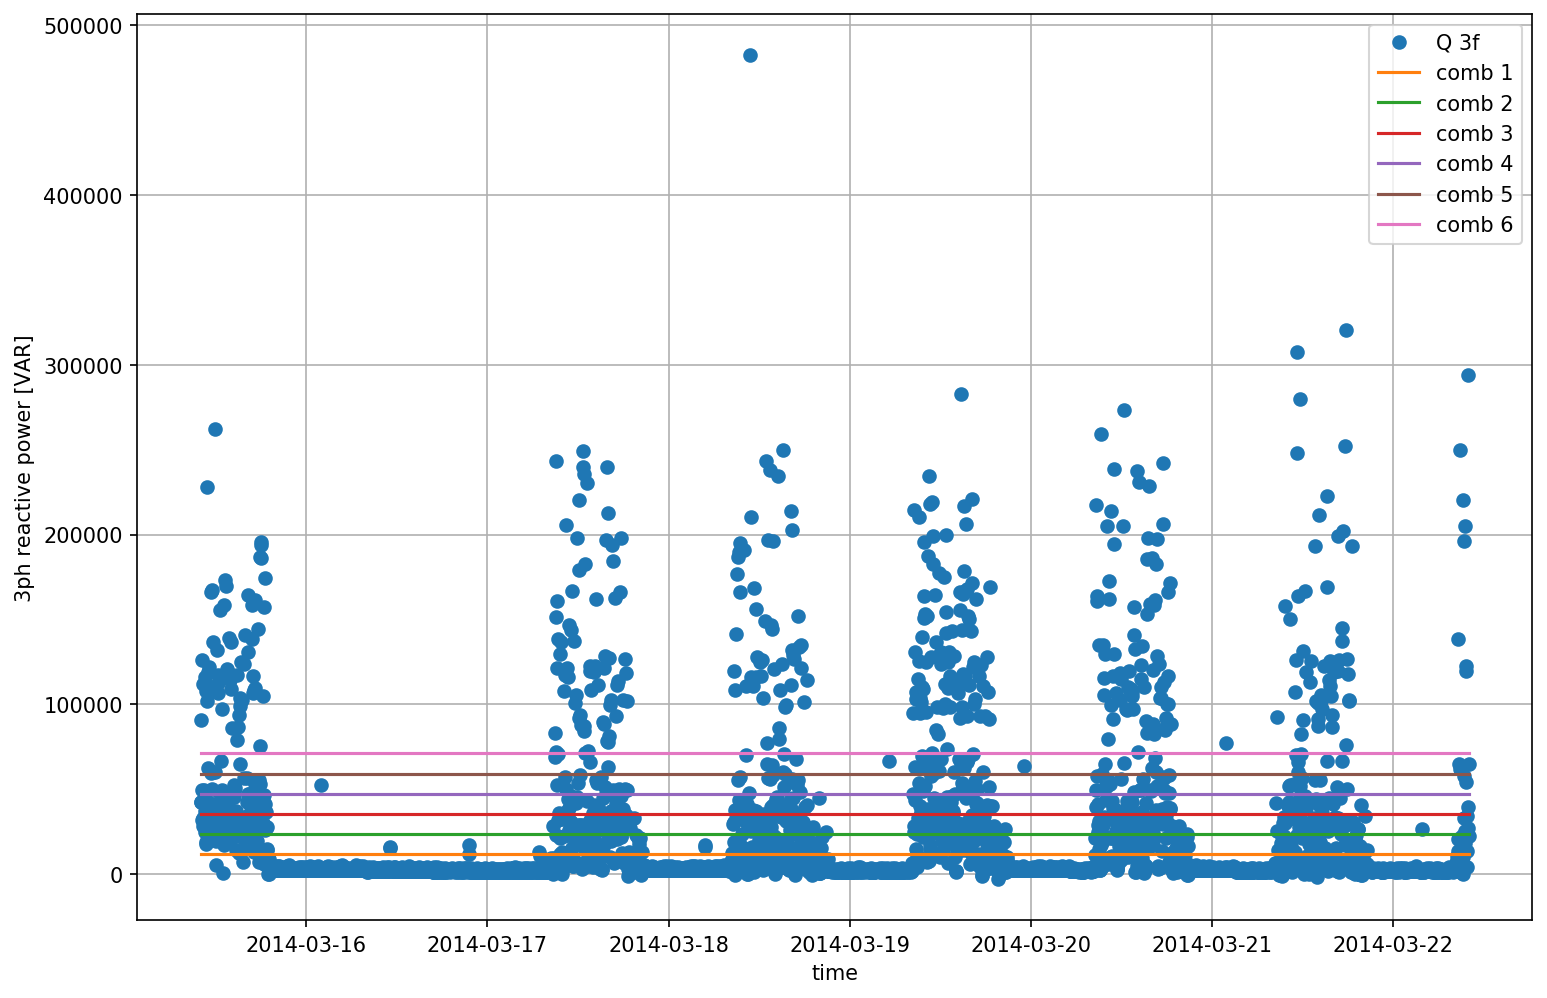 500000
400000
300000
200000
100000
0
3ph reactive power [VAR]
Q 3f
comb 1
comb 2
comb 3
comb 4
comb 5
comb 6
2014-03-16 2014-03-17 2014-03-18 2014-03-19 2014-03-20 2014-03-21 2014-03-22
time